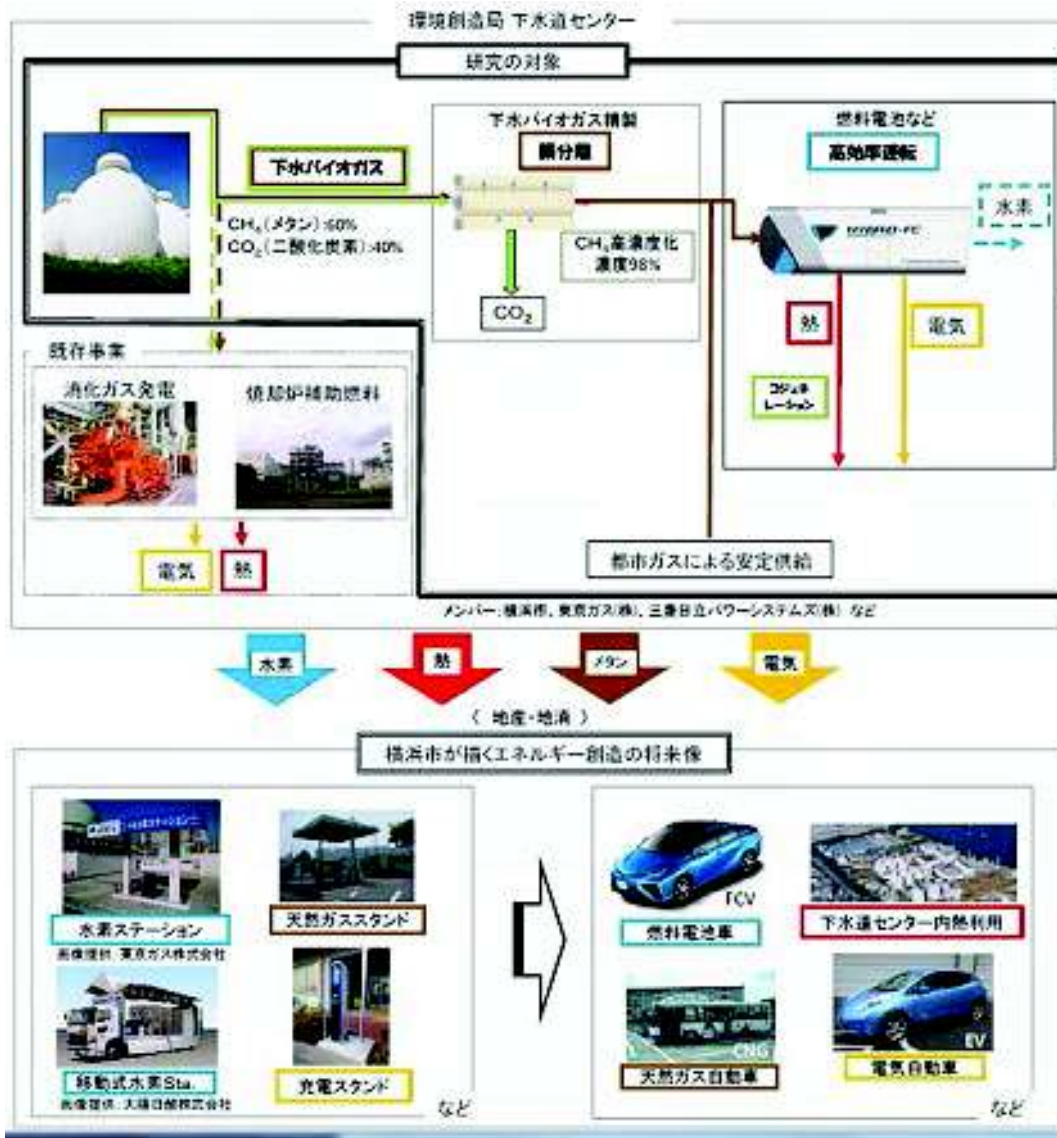 環境創造局 下水道センター
研究の対象
下水バイオガス精製
膜分離
燃料電池など
高効率運転
下水バイオガス
水素
CH₄(メタン):60%
CO₂(二酸化炭素):40%
CH₄高濃度化
濃度98%
CO₂
熱
電気
コジェネ
レーション
既存事業
消化ガス発電
焼却炉補助燃料
電気
熱
都市ガスによる安定供給
メンバー:横浜市、東京ガス(株)、三菱日立パワーシステムズ(株) など
水素
熱
メタン
電気
( 地産・地消 )
横浜市が描くエネルギー創造の将来像
水素ステーション
画像提供:東京ガス株式会社
天然ガススタンド
移動式水素Sta.
画像提供:大陽日酸株式会社
充電スタンド
など
FCV
燃料電池車
下水道センター内熱利用
CNG
天然ガス自動車
EV
電気自動車
など